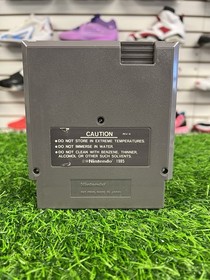 CAUTION
●DO NOT STORE IN EXTREME TEMPERATURES.
●DO NOT IMMERSE IN WATER.
●DO NOT CLEAN WITH BENZENE, THINNER,
ALCOHOL OR OTHER SUCH SOLVENTS.
Nintendo 1985